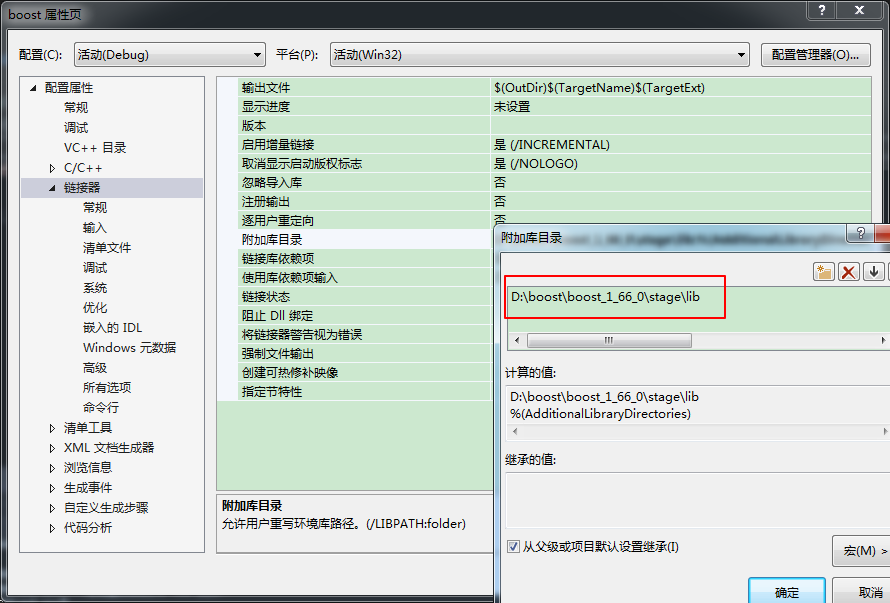 boost 属性页
配置(C): 活动(Debug) 平台(P): 活动(Win32) 配置管理器(O)...
配置属性
常规
调试
VC++ 目录
C/C++
链接器
常规
输入
清单文件
调试
系统
优化
嵌入的 IDL
Windows 元数据
高级
所有选项
命令行
清单工具
XML 文档生成器
浏览信息
生成事件
自定义生成步骤
代码分析
输出文件 $(OutDir)$(TargetName)$(TargetExt)
显示进度 未设置
版本
启用增量链接 是 (/INCREMENTAL)
取消显示启动版权标志 是 (/NOLOGO)
忽略导入库 否
注册输出 否
逐用户重定向 否
附加库目录
链接库依赖项
使用库依赖项输入
链接状态
阻止 Dll 绑定
将链接器警告视为错误
强制文件输出
创建可热修补映像
指定节特性
附加库目录
允许用户重写环境库路径。(/LIBPATH:folder)
附加库目录
D:\boost\boost_1_66_0\stage\lib
计算的值:
D:\boost\boost_1_66_0\stage\lib
%(AdditionalLibraryDirectories)
继承的值:
从父级或项目默认设置继承(I)
宏(M) >
确定 取消